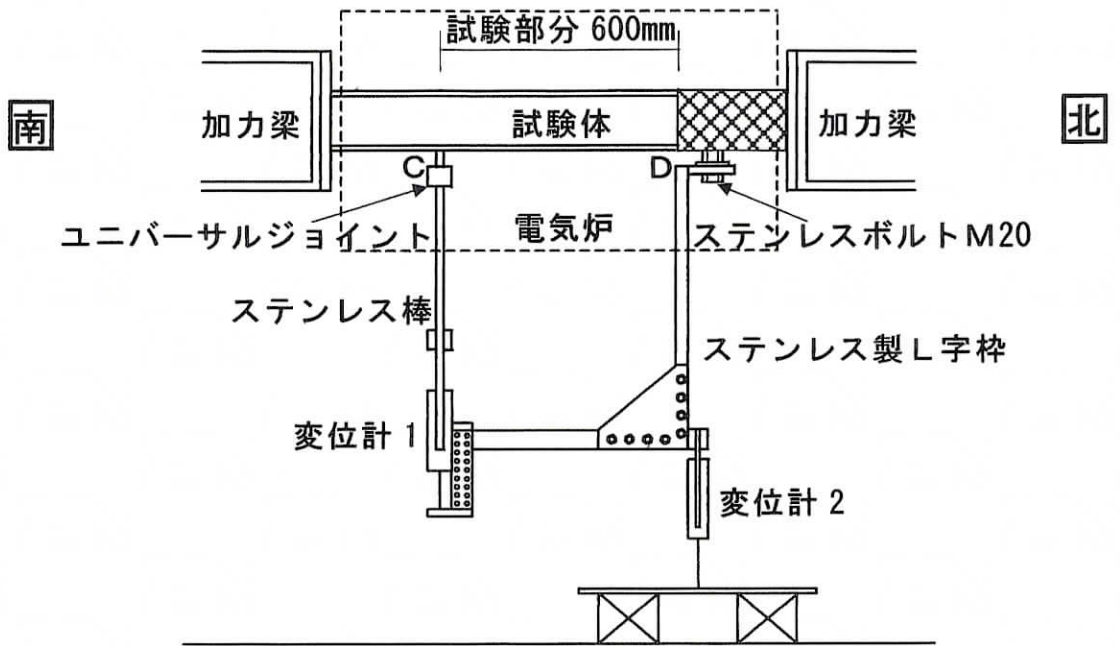 試験部分 600mm
南
加力梁
試験体
加力梁
北
C
D
ユニバーサルジョイント
電気炉
ステンレスボルトM20
ステンレス棒
ステンレス製L字枠
変位計1
変位計2